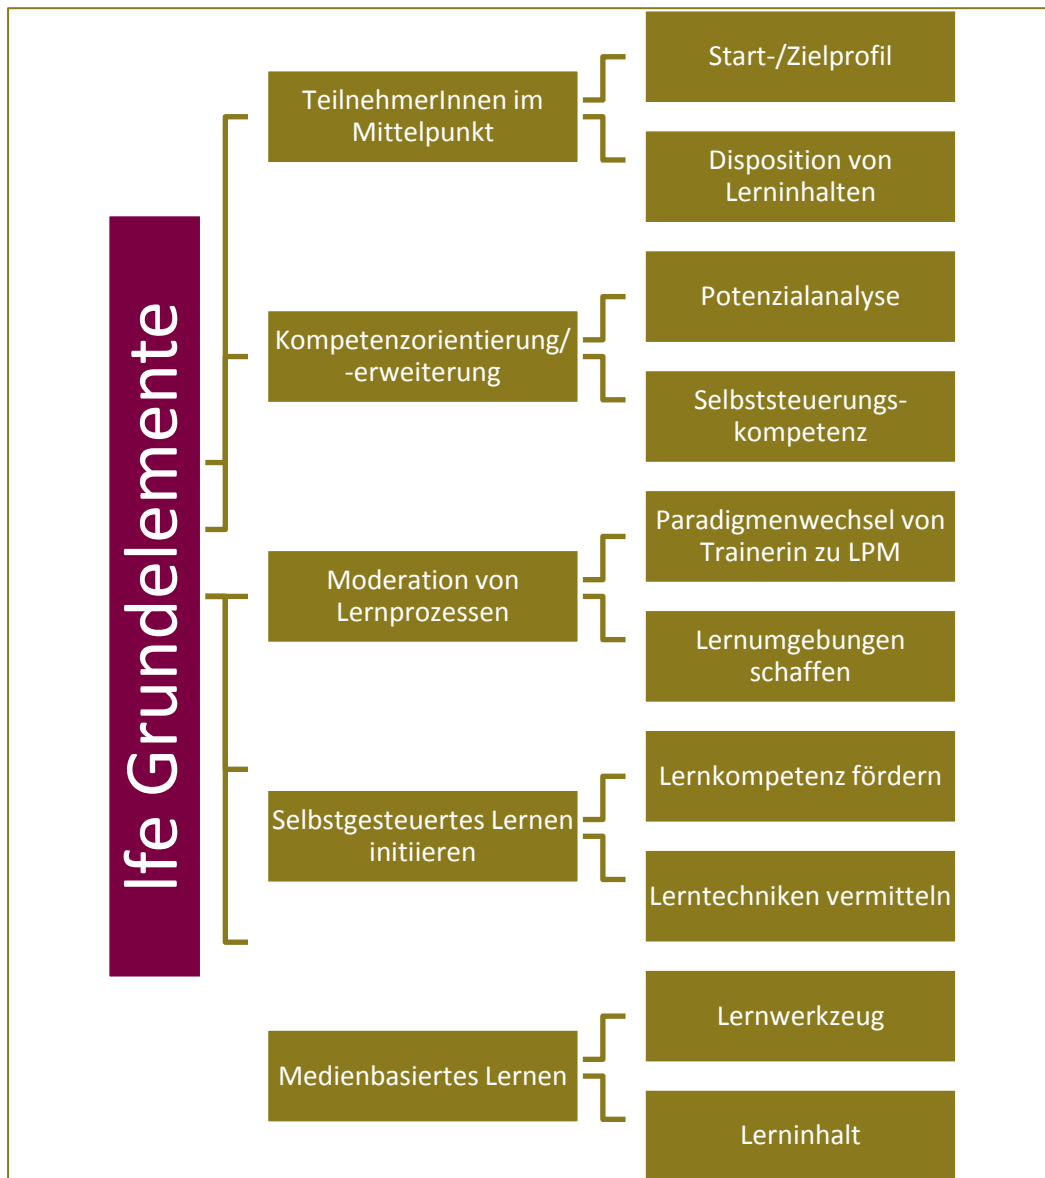 lfe Grundelemente
TeilnehmerInnen im
Mittelpunkt
Start-/Zielprofil
Disposition von
Lerninhalten
Kompetenzorientierung/
-erweiterung
Potenzialanalyse
Selbststeuerungs-
kompetenz
Moderation von
Lernprozessen
Paradigmenwechsel von
Trainerin zu LPM
Lernumgebungen
schaffen
Selbstgesteuertes Lernen
initiieren
Lernkompetenz fördern
Lerntechniken vermitteln
Medienbasiertes Lernen
Lernwerkzeug
Lerninhalt